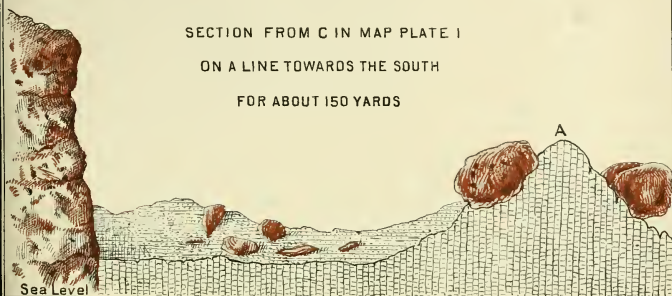 SECTION FROM C IN MAP PLATE I
ON A LINE TOWARDS THE SOUTH
FOR ABOUT 150 YARDS
A
Sea Level